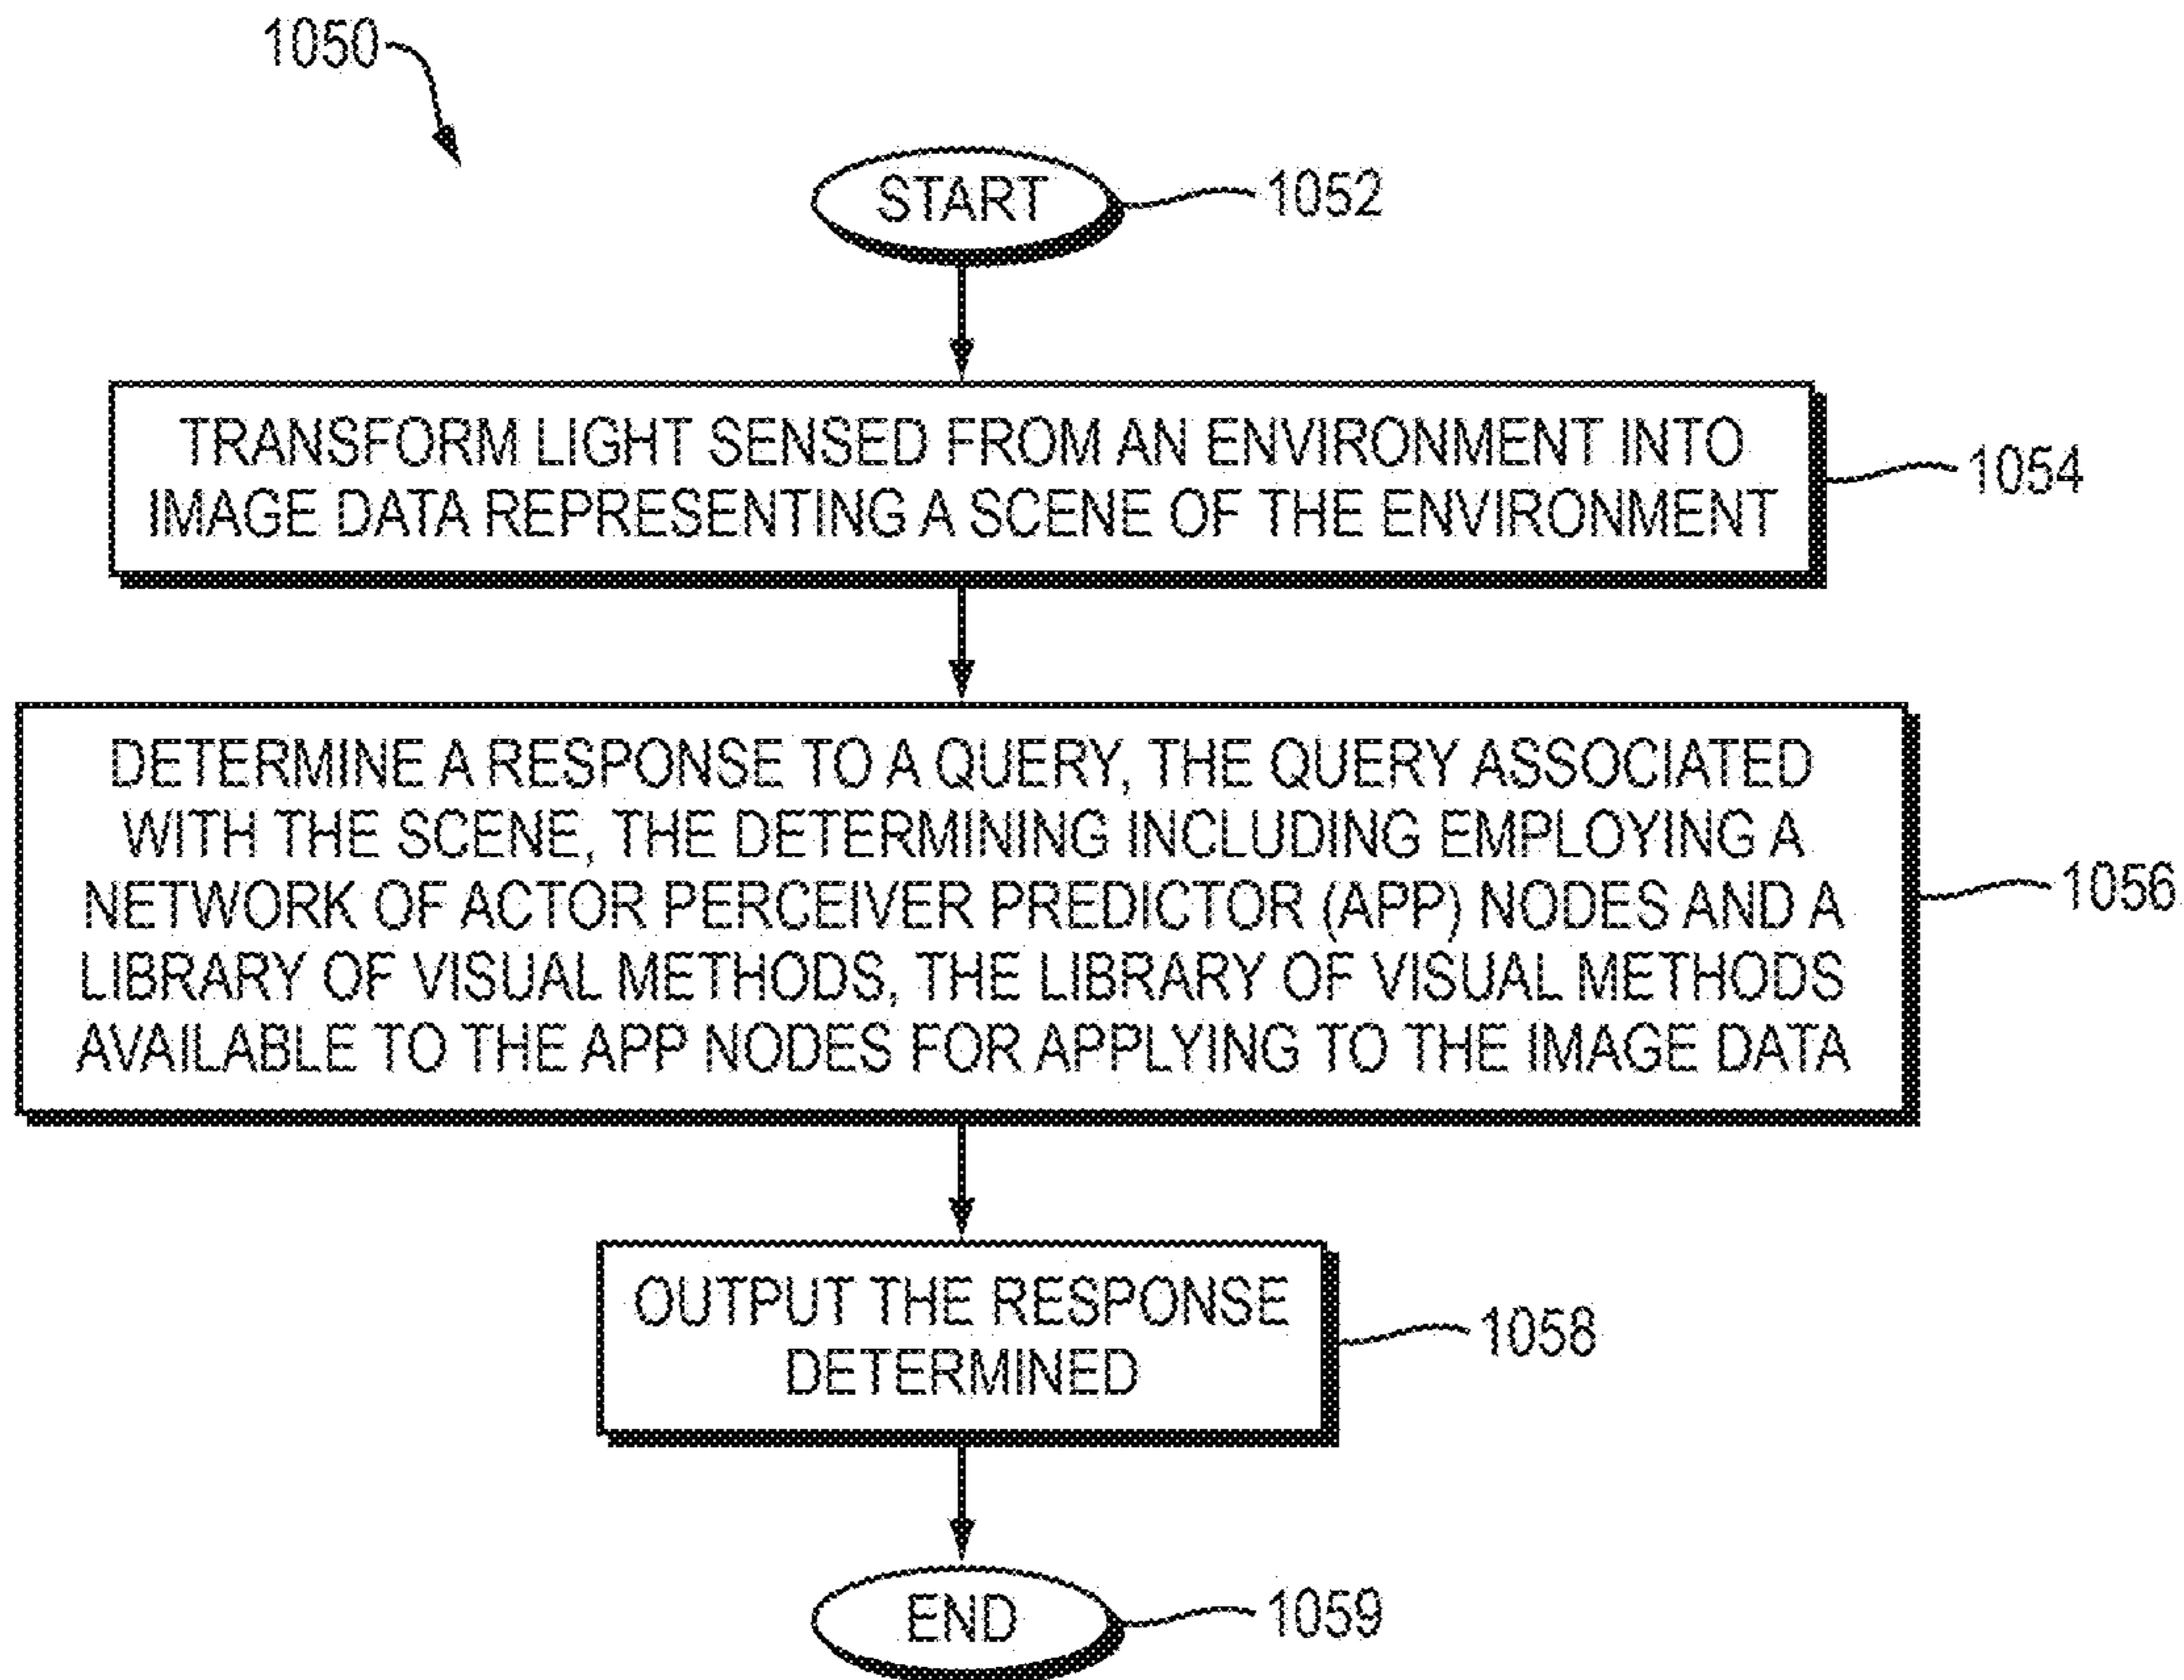 1050
START
1052
TRANSFORM LIGHT SENSED FROM AN ENVIRONMENT INTO
IMAGE DATA REPRESENTING A SCENE OF THE ENVIRONMENT
1054
DETERMINE A RESPONSE TO A QUERY, THE QUERY ASSOCIATED
WITH THE SCENE, THE DETERMINING INCLUDING EMPLOYING A
NETWORK OF ACTOR PERCEIVER PREDICTOR (APP) NODES AND A
LIBRARY OF VISUAL METHODS, THE LIBRARY OF VISUAL METHODS
AVAILABLE TO THE APP NODES FOR APPLYING TO THE IMAGE DATA
1056
OUTPUT THE RESPONSE
DETERMINED
1058
END
1059